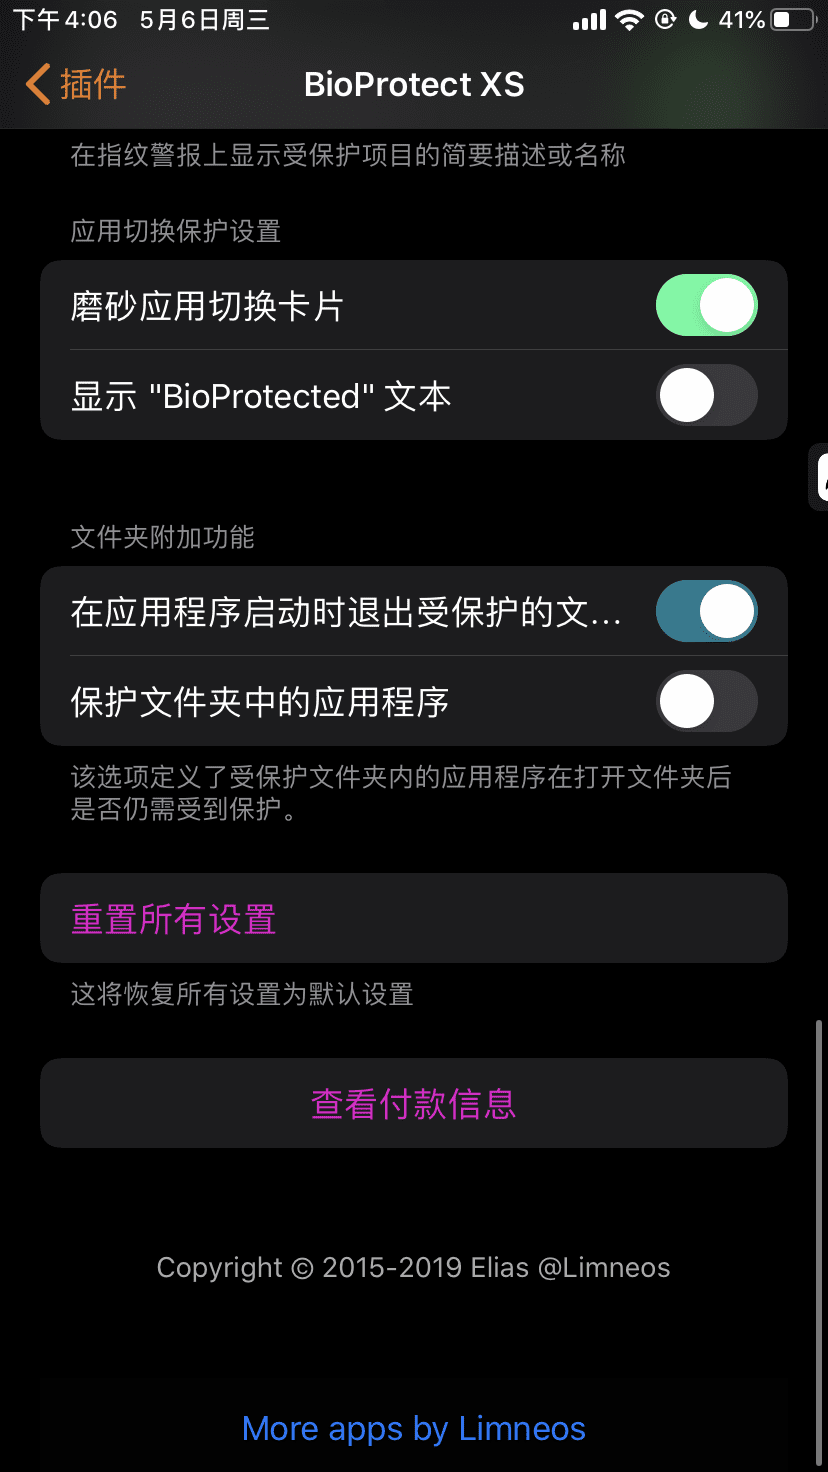 下午4:06 5月6日周三 41%
插件 BioProtect XS
在指纹警报上显示受保护项目的简要描述或名称
应用切换保护设置
磨砂应用切换卡片
显示 "BioProtected" 文本
文件夹附加功能
在应用程序启动时退出受保护的文...
保护文件夹中的应用程序
该选项定义了受保护文件夹内的应用程序在打开文件夹后
是否仍需受到保护。
重置所有设置
这将恢复所有设置为默认设置
查看付款信息
Copyright © 2015-2019 Elias @Limneos
More apps by Limneos